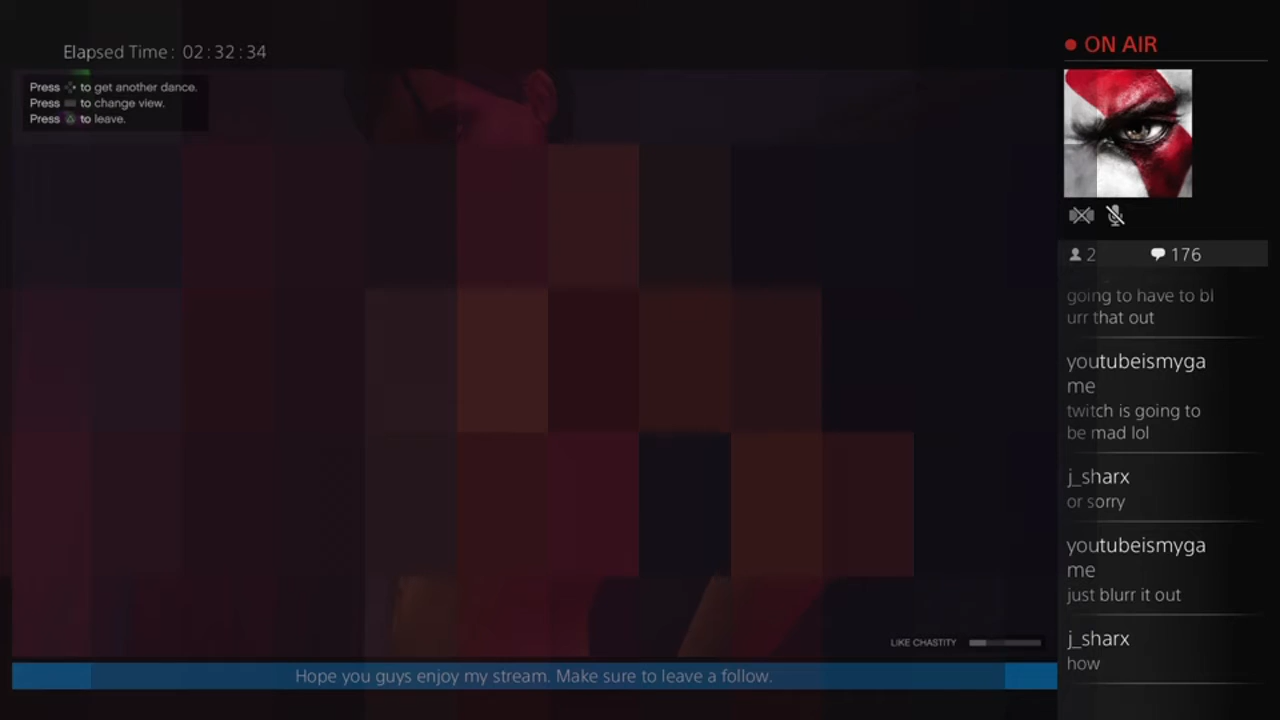 Elapsed Time: 02:32:34
Press to get another dance.
Press to change view.
Press to leave.
LIKE CHASTITY
Hope you guys enjoy my stream. Make sure to leave a follow.
ON AIR
2 176
going to have to bl
urr that out
youtubeismyga
me
twitch is going to
be mad lol
j_sharx
or sorry
youtubeismyga
me
just blurr it out
j_sharx
how